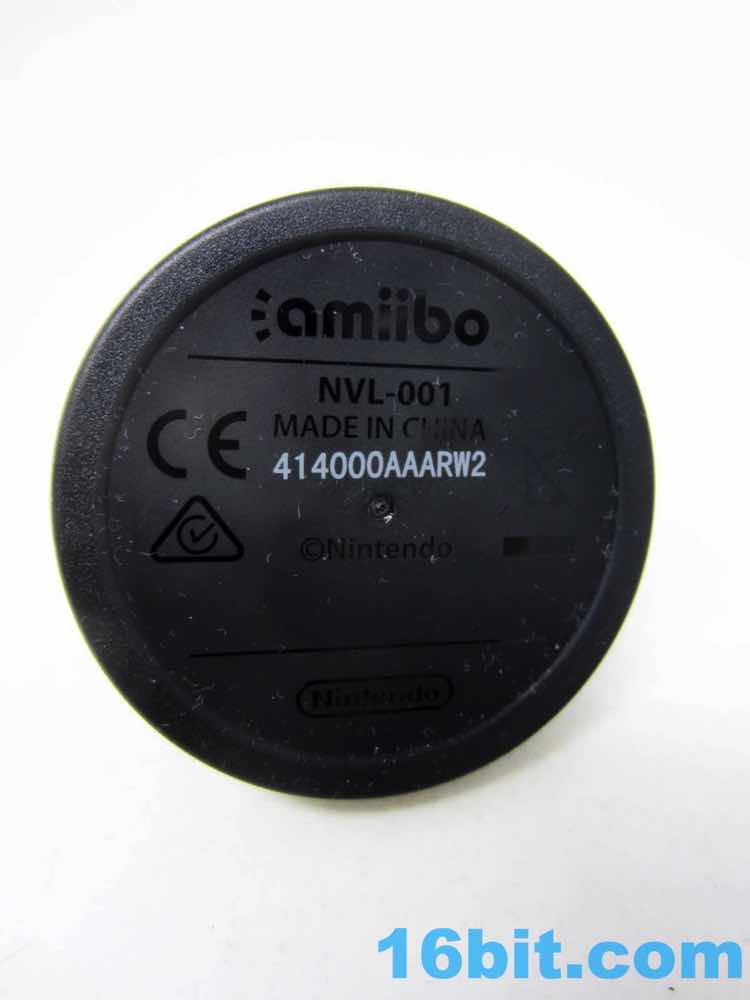 amiibo
NVL-001
MADE IN CHINA
CE
414000AAARW2
©Nintendo
Nintendo
16bit.com